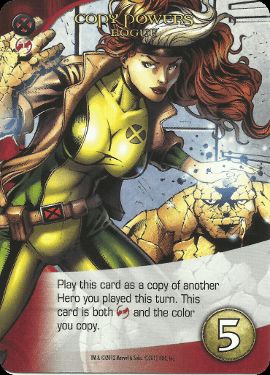 COPY POWERS
ROGUE
Play this card as a copy of another
Hero you played this turn. This
card is both and the color
you copy.
5